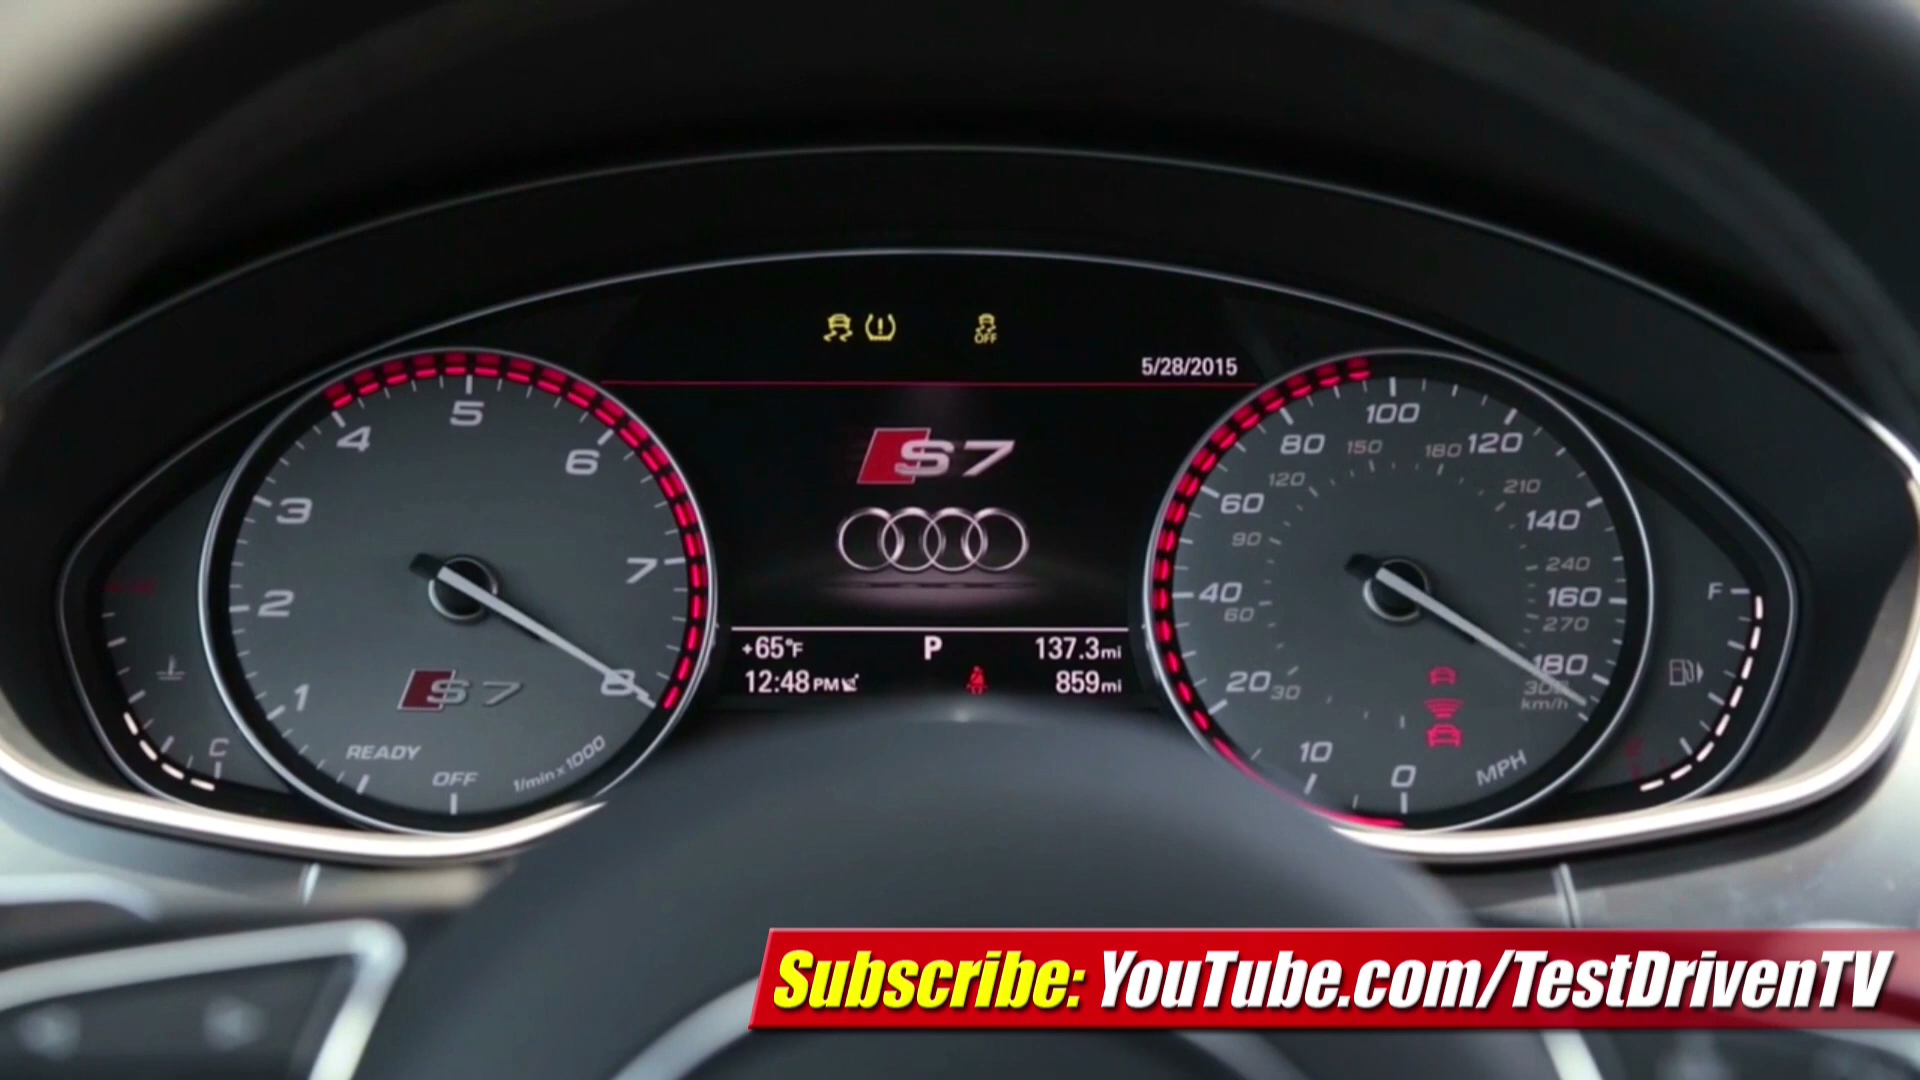 OFF
5/28/2015
S7
+65°F
P
137.3mi
12:48PM
859mi
1
2
3
4
5
6
7
8
S7
READY
OFF
1/min x 1000
C
0
10
20
40
60
80
100
120
140
160
180
30
60
90
120
150
180
210
240
270
km/h
MPH
F
Subscribe: YouTube.com/TestDrivenTV